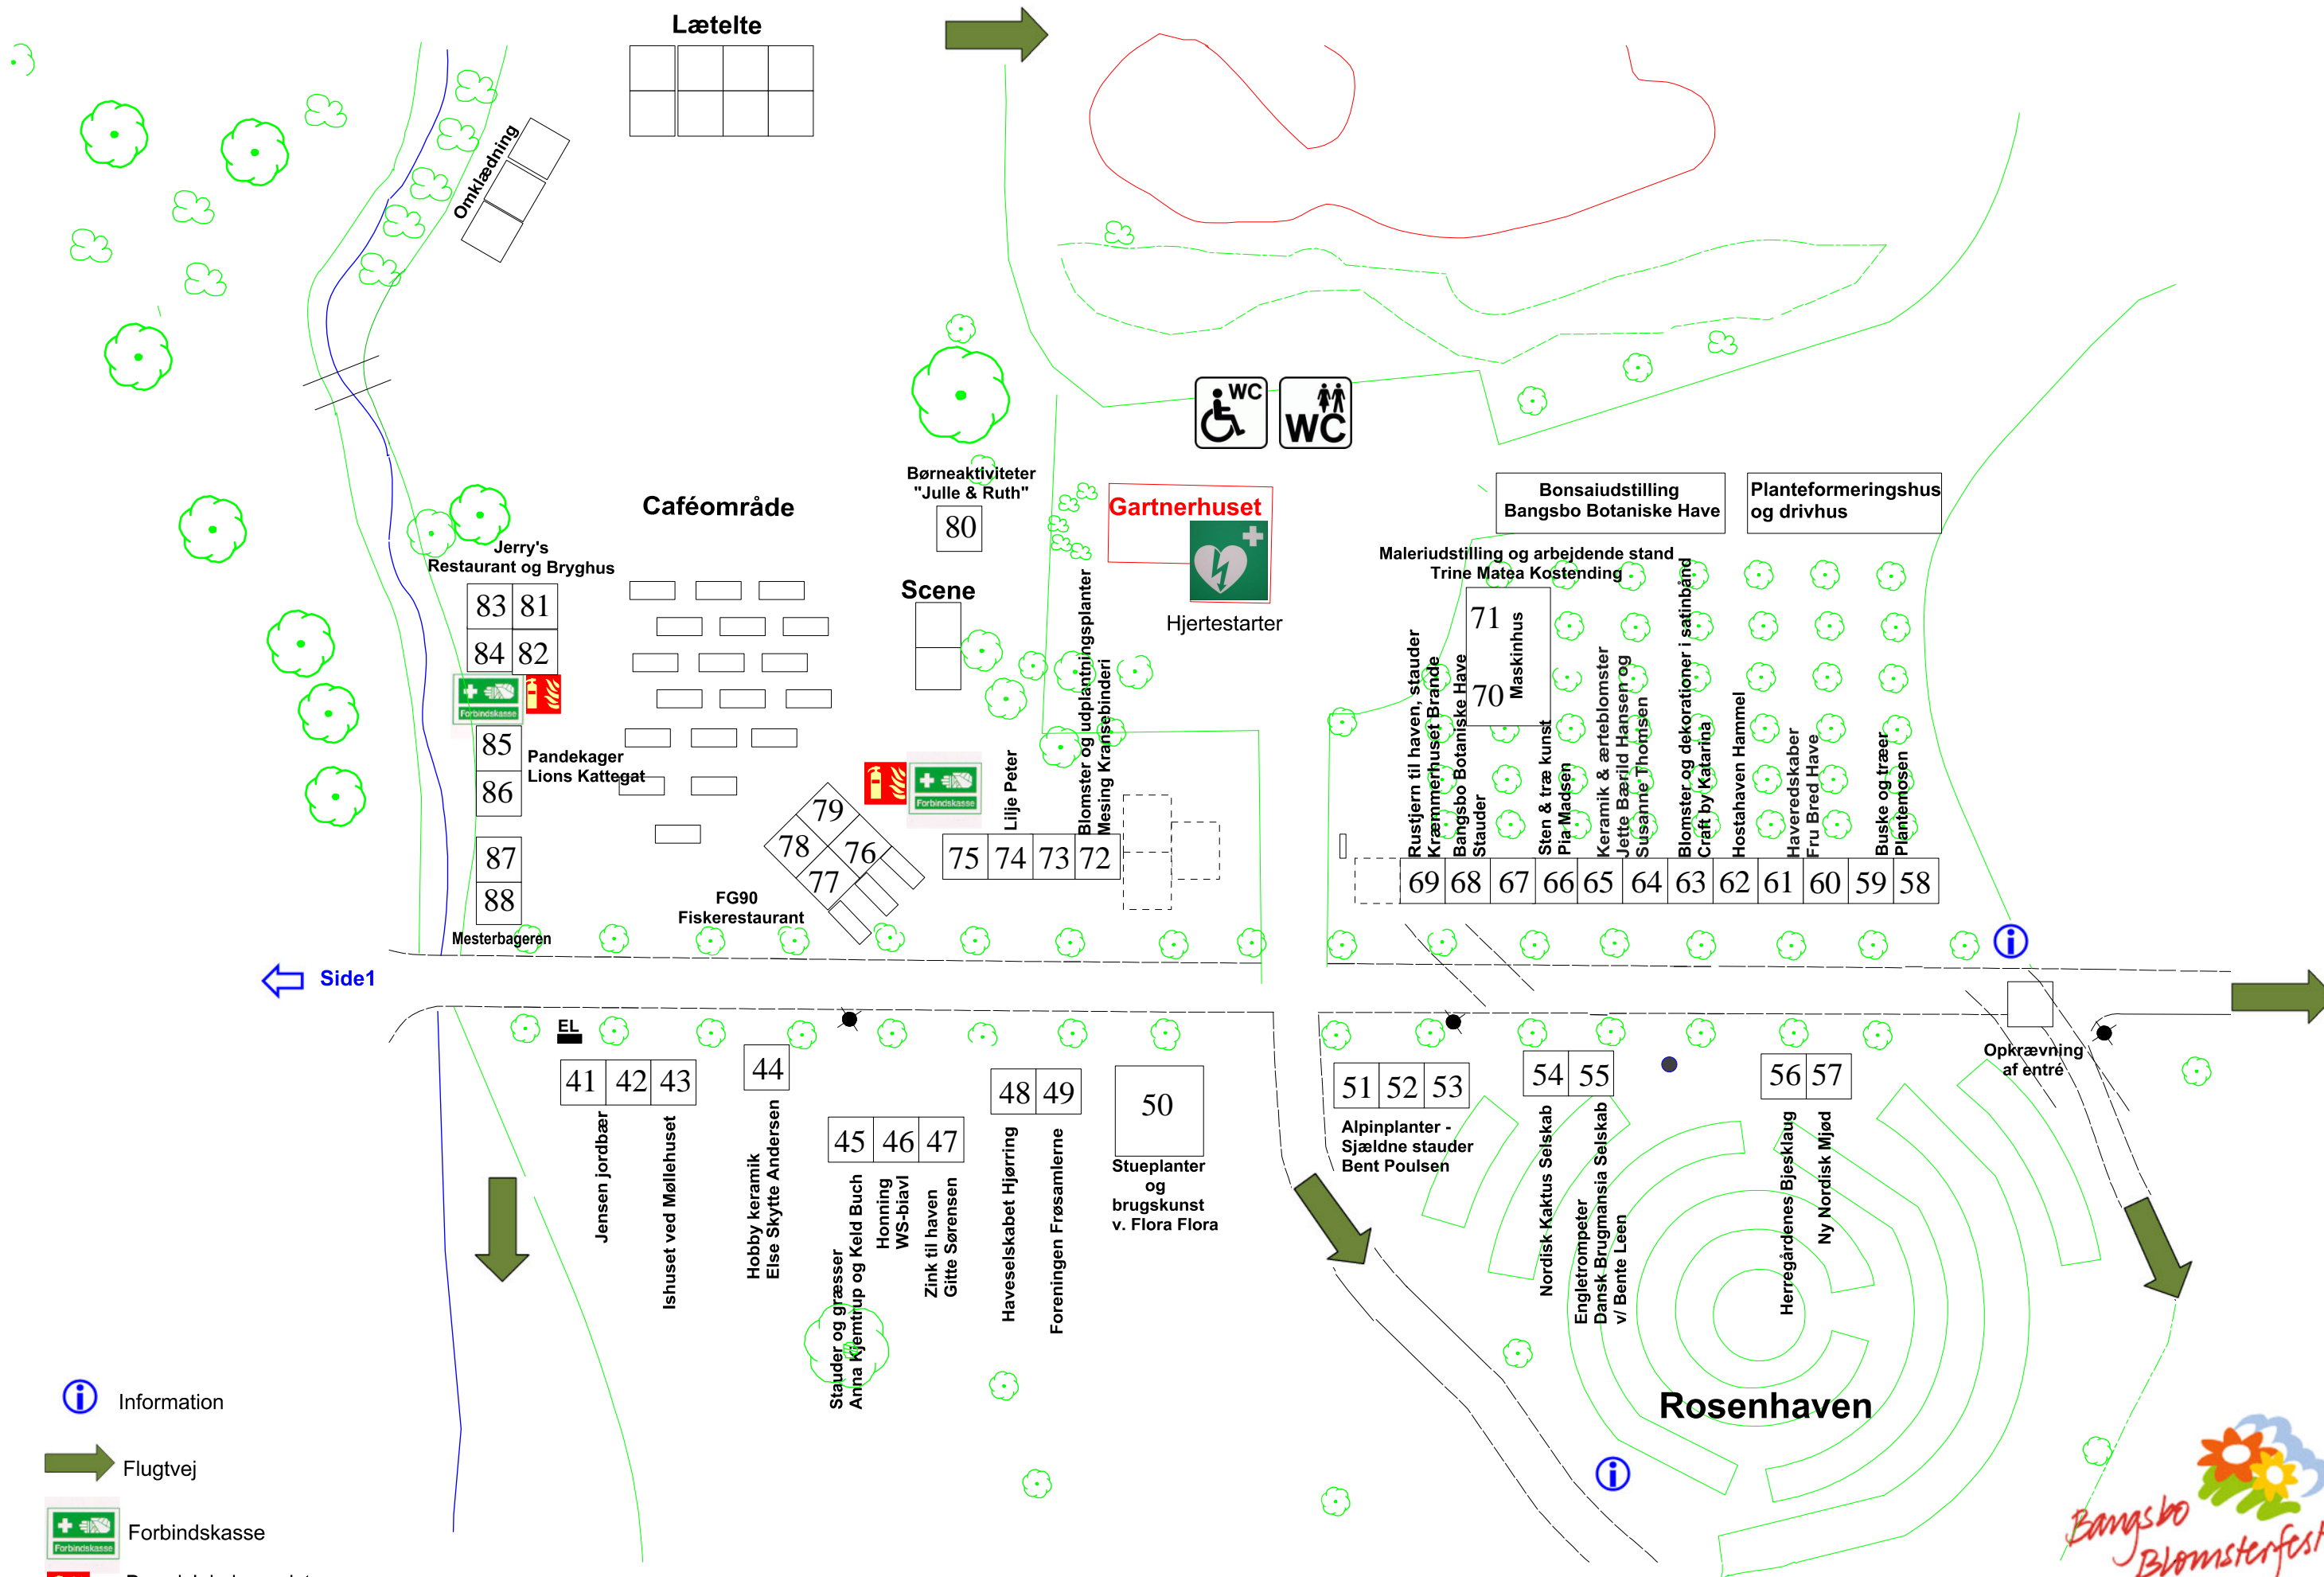 Lætelte
Omklædning
WC
WC
Børneaktiviteter
"Julle & Ruth"
80
Caféområde
Gartnerhuset
Hjertestarter
Bonsaiudstilling
Bangsbo Botaniske Have
Planteformeringshus
og drivhus
Jerry's
Restaurant og Bryghus
83 81
84 82
Scene
Maleriudstilling og arbejdende stand
Trine Matea Kostending
71
70
Maskinhus
Forbindskasse
85
86
Pandekager
Lions Kattegat
87
88
Mesterbageren
79
78
76
77
FG90
Fiskerestaurant
Forbindskasse
Lilje Peter
Blomster og udplantningsplanter
Mesing Kransebinderi
75 74 73 72
Rustjern til haven, stauder
Kræmmerhuset Brande
Bangsbo Botaniske Have
Stauder
Sten & træ kunst
Pia Madsen
Keramik & ærteblomster
Jette Bærild Hansen og
Susanne Thomsen
Blomster og dekorationer i satinbånd
Craft by Katarina
Hostahaven Hammel
Haveredskaber
Fru Bred Have
Buske og træer
Plantemosen
69 68 67 66 65 64 63 62 61 60 59 58
Side1
EL
41 42 43
44
45 46 47
48 49
50
51 52 53
54 55
56 57
Opkrævning
af entré
Jensen jordbær
Ishuset ved Møllehuset
Hobby keramik
Else Skytte Andersen
Stauder og græsser
Anna Kjemtrup og Keld Buch
Honning
WS-biavl
Zink til haven
Gitte Sørensen
Haveselskabet Hjørring
Foreningen Frøsamlerne
Stueplanter
og
brugskunst
v. Flora Flora
Alpinplanter -
Sjældne stauder
Bent Poulsen
Nordisk Kaktus Selskab
Engletrompeter
Dansk Brugmansia Selskab
v/ Bente Leen
Herregårdenes Bjesklaug
Ny Nordisk Mjød
Rosenhaven
Information
Flugtvej
Forbindskasse
Forbindskasse
Bangsbo
Blomsterfest